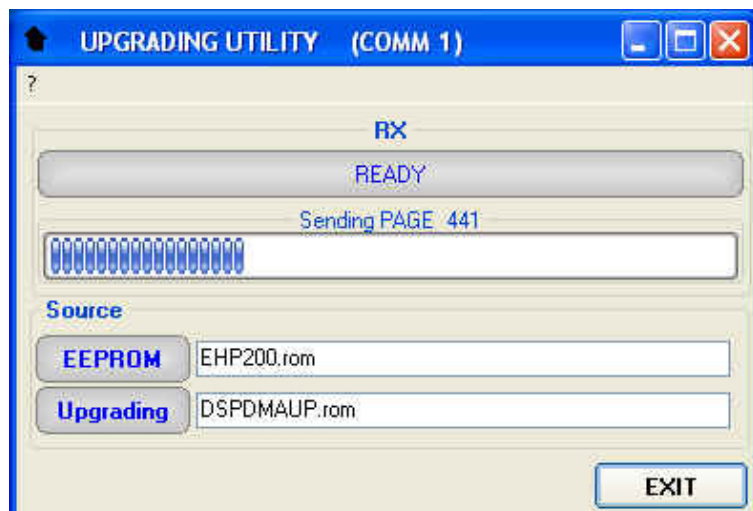 UPGRADING UTILITY (COMM 1)
?
RX
READY
Sending PAGE 441
Source
EEPROM EHP200.rom
Upgrading DSPDMAUP.rom
EXIT